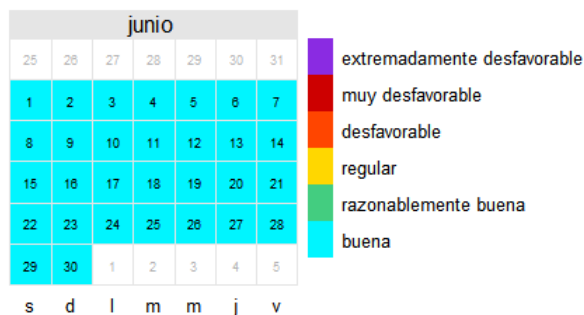 junio
25 26 27 28 29 30 31
1 2 3 4 5 6 7
8 9 10 11 12 13 14
15 16 17 18 19 20 21
22 23 24 25 26 27 28
29 30 1 2 3 4 5
s d l m m j v
extremadamente desfavorable
muy desfavorable
desfavorable
regular
razonablemente buena
buena